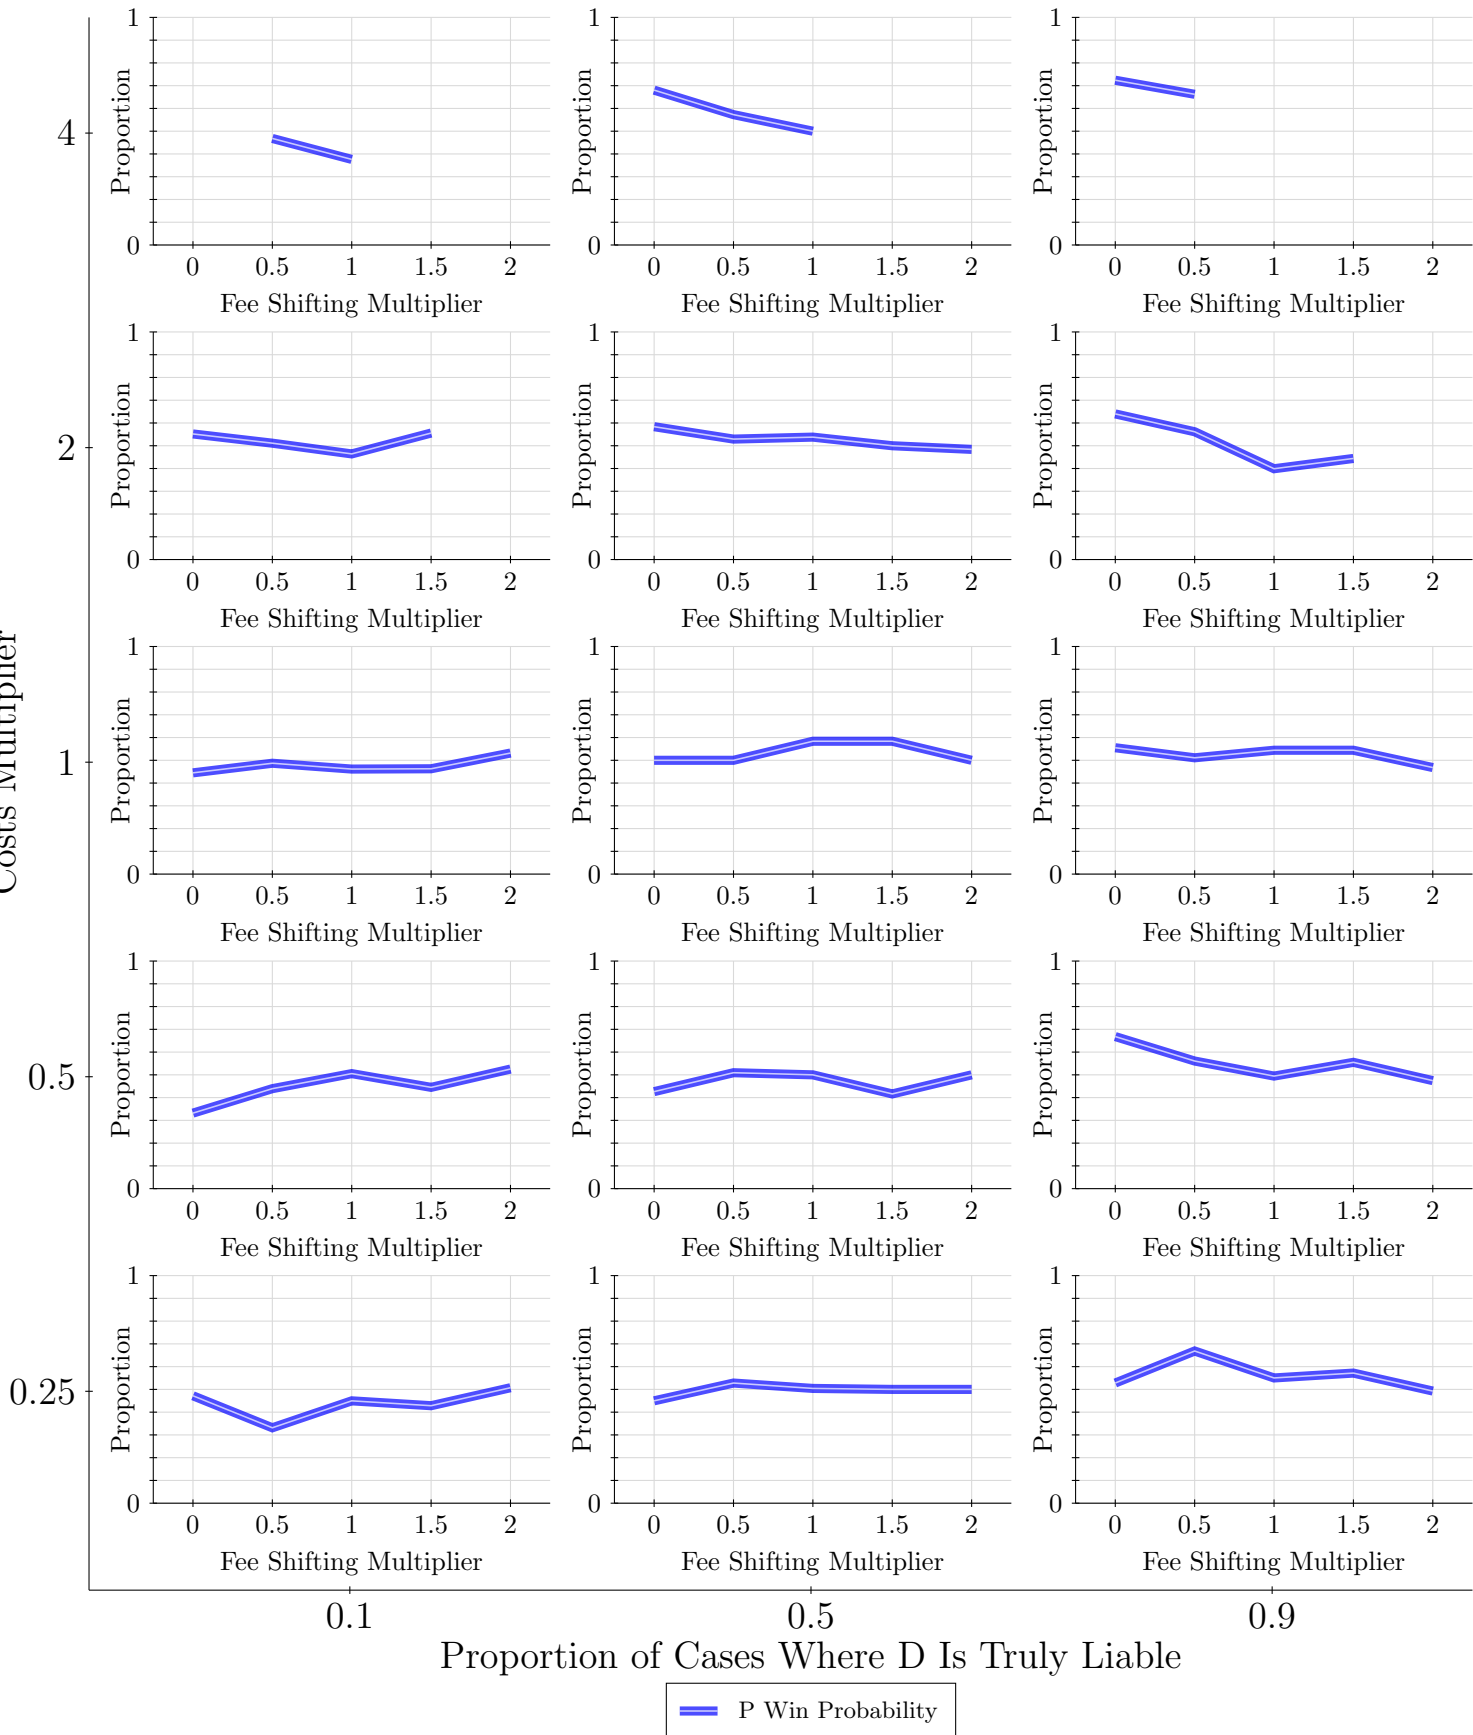 1
Proportion
0
0 0.5 1 1.5 2
Fee Shifting Multiplier
1
Proportion
0
0 0.5 1 1.5 2
Fee Shifting Multiplier
1
Proportion
0
0 0.5 1 1.5 2
Fee Shifting Multiplier
4
1
Proportion
0
0 0.5 1 1.5 2
Fee Shifting Multiplier
1
Proportion
0
0 0.5 1 1.5 2
Fee Shifting Multiplier
1
Proportion
0
0 0.5 1 1.5 2
Fee Shifting Multiplier
2
1
Proportion
0
0 0.5 1 1.5 2
Fee Shifting Multiplier
1
Proportion
0
0 0.5 1 1.5 2
Fee Shifting Multiplier
1
Proportion
0
0 0.5 1 1.5 2
Fee Shifting Multiplier
1
Costs Multiplier
1
Proportion
0
0 0.5 1 1.5 2
Fee Shifting Multiplier
1
Proportion
0
0 0.5 1 1.5 2
Fee Shifting Multiplier
1
Proportion
0
0 0.5 1 1.5 2
Fee Shifting Multiplier
0.5
1
Proportion
0
0 0.5 1 1.5 2
Fee Shifting Multiplier
1
Proportion
0
0 0.5 1 1.5 2
Fee Shifting Multiplier
1
Proportion
0
0 0.5 1 1.5 2
Fee Shifting Multiplier
0.25
0.1 0.5 0.9
Proportion of Cases Where D Is Truly Liable
P Win Probability